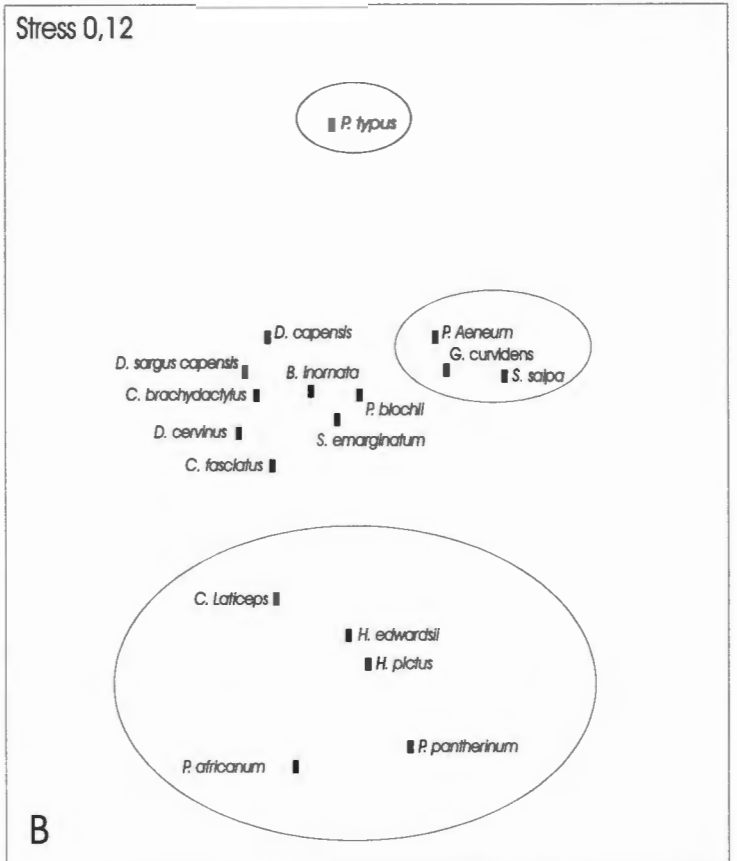 Stress 0,12
P. typus
D. capensis
P. Aeneum
G. curvidens
D. sargus capensis
B. Inornata
S. salpa
C. brachydactylus
P. blochii
D. cervinus
S. emarginatum
C. fasciatus
C. Laticeps
H. edwardsii
H. pictus
P. pantherinum
P. africanum
B